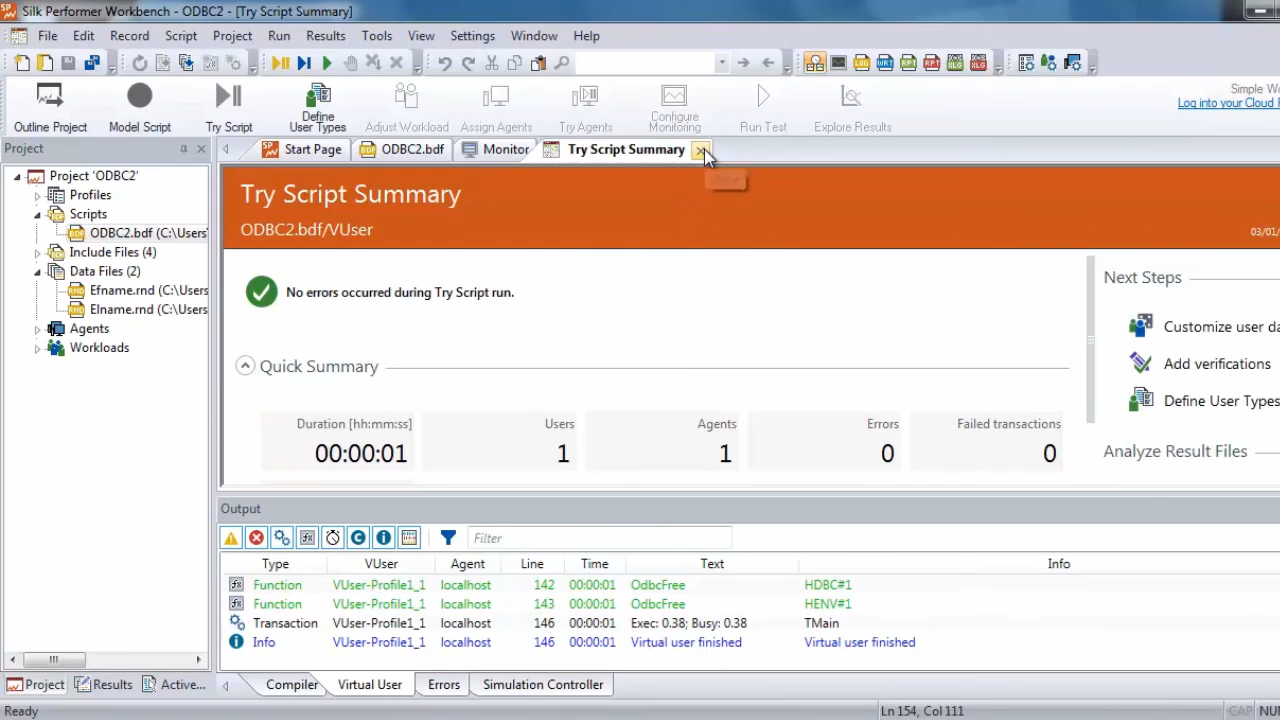 Silk Performer Workbench - ODBC2 - [Try Script Summary]
File Edit Record Script Project Run Results Tools View Settings Window Help
Outline Project
Model Script
Try Script
Define
User Types
Adjust Workload
Assign Agents
Try Agents
Configure
Monitoring
Run Test
Explore Results
Simple Wo
Log into your Cloud
Project
Start Page
ODBC2.bdf
Monitor
Try Script Summary
Project 'ODBC2'
Profiles
Scripts
ODBC2.bdf (C:\Users\
Include Files (4)
Data Files (2)
Efname.rnd (C:\Users
Elname.rnd (C:\Users
Agents
Workloads
Try Script Summary
ODBC2.bdf/VUser
03/01/
No errors occurred during Try Script run.
Quick Summary
Duration [hh:mm:ss]
00:00:01
Users
1
Agents
1
Errors
0
Failed transactions
0
Next Steps
Customize user da
Add verifications
Define User Types
Analyze Result Files
Output
Filter
Type VUser Agent Line Time Text Info
Function VUser-Profile1_1 localhost 142 00:00:01 OdbcFree HDBC#1
Function VUser-Profile1_1 localhost 143 00:00:01 OdbcFree HENV#1
Transaction VUser-Profile1_1 localhost 146 00:00:01 Exec: 0.38; Busy: 0.38 TMain
Info VUser-Profile1_1 localhost 146 00:00:01 Virtual user finished Virtual user finished
Project Results Active...
Compiler Virtual User Errors Simulation Controller
Ready
Ln 154, Col 111
CAP NUM